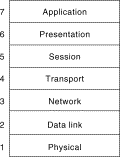 7 Application
6 Presentation
5 Session
4 Transport
3 Network
2 Data link
1 Physical